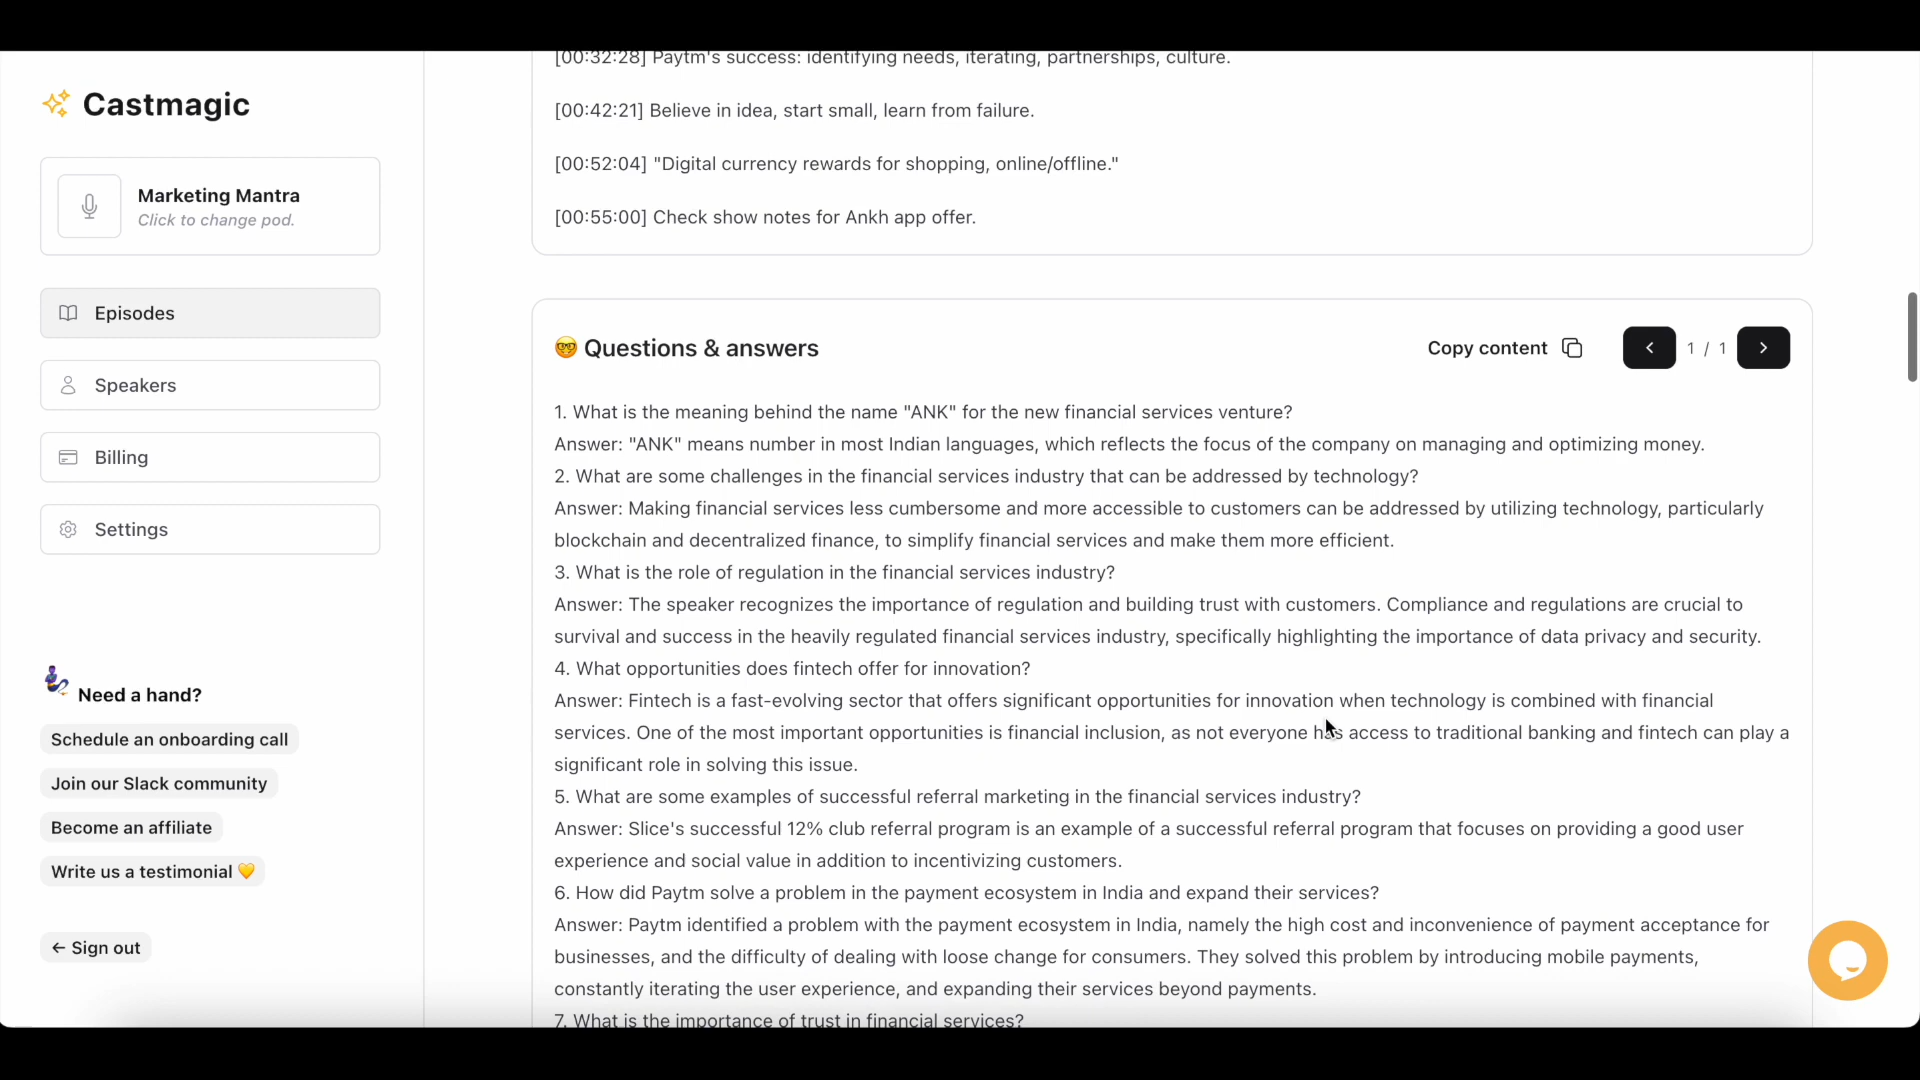 [00:32:28] Paytm's success: identifying needs, iterating, partnerships, culture.
Castmagic
[00:42:21] Believe in idea, start small, learn from failure.
[00:52:04] "Digital currency rewards for shopping, online/offline."
Marketing Mantra
Click to change pod.
[00:55:00] Check show notes for Ankh app offer.
Episodes
Speakers
Billing
Settings
Need a hand?
Schedule an onboarding call
Join our Slack community
Become an affiliate
Write us a testimonial 💛
← Sign out
🤓 Questions & answers
Copy content
1 / 1
1. What is the meaning behind the name "ANK" for the new financial services venture?
Answer: "ANK" means number in most Indian languages, which reflects the focus of the company on managing and optimizing money.
2. What are some challenges in the financial services industry that can be addressed by technology?
Answer: Making financial services less cumbersome and more accessible to customers can be addressed by utilizing technology, particularly
blockchain and decentralized finance, to simplify financial services and make them more efficient.
3. What is the role of regulation in the financial services industry?
Answer: The speaker recognizes the importance of regulation and building trust with customers. Compliance and regulations are crucial to
survival and success in the heavily regulated financial services industry, specifically highlighting the importance of data privacy and security.
4. What opportunities does fintech offer for innovation?
Answer: Fintech is a fast-evolving sector that offers significant opportunities for innovation when technology is combined with financial
services. One of the most important opportunities is financial inclusion, as not everyone has access to traditional banking and fintech can play a
significant role in solving this issue.
5. What are some examples of successful referral marketing in the financial services industry?
Answer: Slice's successful 12% club referral program is an example of a successful referral program that focuses on providing a good user
experience and social value in addition to incentivizing customers.
6. How did Paytm solve a problem in the payment ecosystem in India and expand their services?
Answer: Paytm identified a problem with the payment ecosystem in India, namely the high cost and inconvenience of payment acceptance for
businesses, and the difficulty of dealing with loose change for consumers. They solved this problem by introducing mobile payments,
constantly iterating the user experience, and expanding their services beyond payments.
7. What is the importance of trust in financial services?